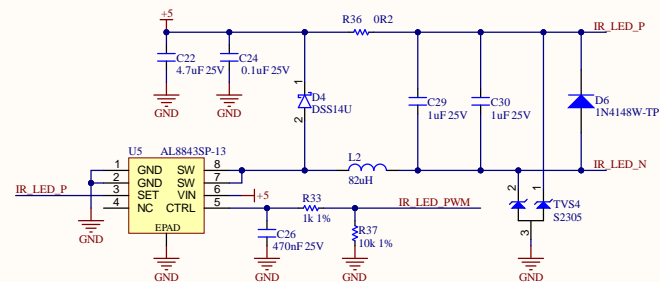 +5
R36 0R2
IR_LED_P
C22
4.7uF 25V
C24
0.1uF 25V
GND
GND
1
2
D4
DSS14U
C29
1uF 25V
C30
1uF 25V
D6
1N4148W-TP
U5 AL8843SP-13
L2
82uH
IR_LED_N
1 GND SW 8
2 GND SW 7
IR_LED_P 3 SET VIN 6 +5
4 NC CTRL 5
EPAD
R33
1k 1%
IR_LED_PWM
C26
470nF 25V
R37
10k 1%
2
1
3
TVS4
S2305
GND
GND
GND
GND
GND